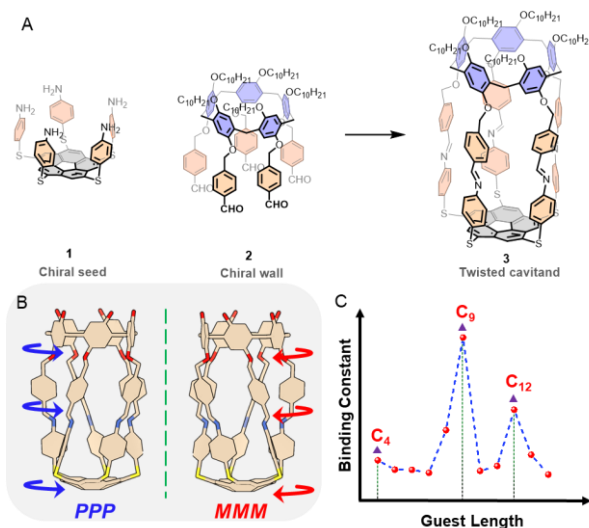 A
NH₂
NH₂
NH₂
NH₂
NH₂
S
S
S
S
1
Chiral seed
OC₁₀H₂₁
OC₁₀H₂₁
OC₁₀H₂₁
C₁₀H₂₁O
C₁₀H₂₁O
O
O
O
O
CHO
CHO
CHO
CHO
2
Chiral wall
OC₁₀H₂₁
C₁₀H₂₁O
OC₁₀H₂₁
C₁₀H₂₁O
OC₁₀H₂₁
O
O
O
N
N
N
S
S
S
3
Twisted cavitand
B
PPP
MMM
C
Binding Constant
C₄
C₉
C₁₂
Guest Length